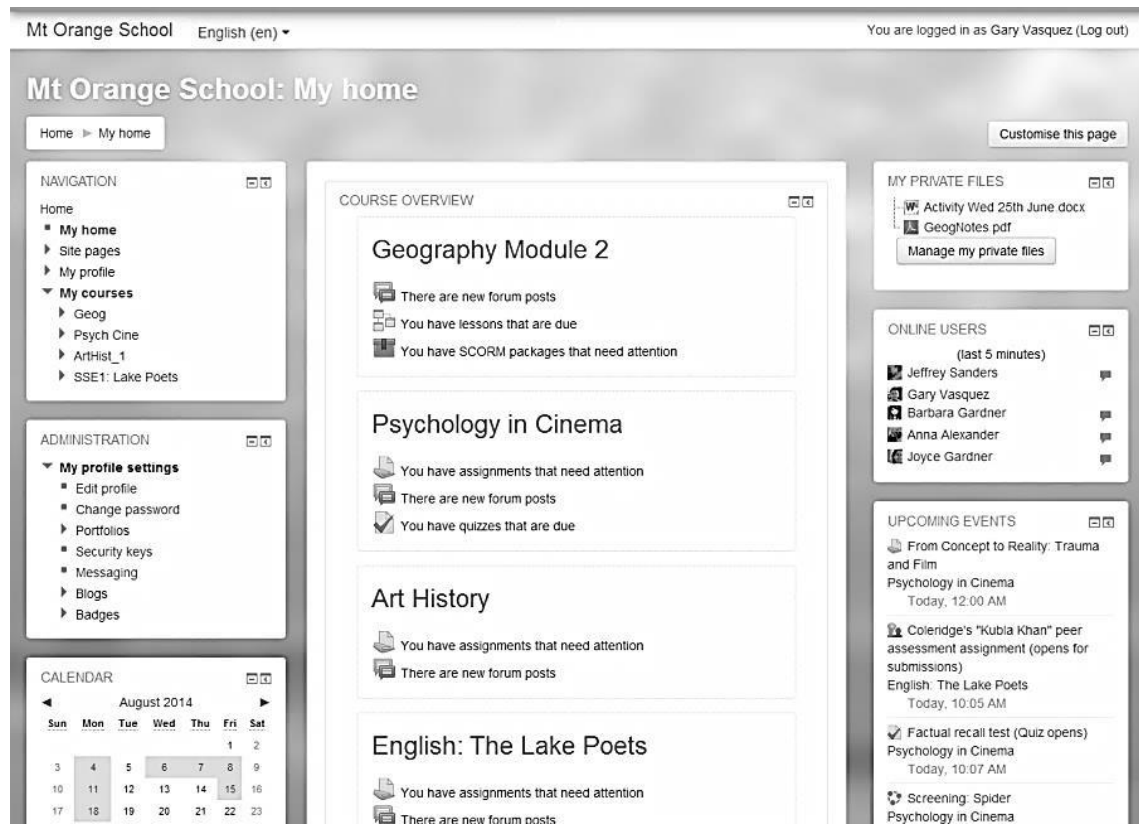 Mt Orange School English (en)
You are logged in as Gary Vasquez (Log out)
Mt Orange School: My home
Home My home
Customise this page
NAVIGATION
Home
My home
Site pages
My profile
My courses
Geog
Psych Cine
ArtHist_1
SSE1: Lake Poets
ADMINISTRATION
My profile settings
Edit profile
Change password
Portfolios
Security keys
Messaging
Blogs
Badges
CALENDAR
August 2014
Sun Mon Tue Wed Thu Fri Sat
1 2
3 4 5 6 7 8 9
10 11 12 13 14 15 16
17 18 19 20 21 22 23
COURSE OVERVIEW
Geography Module 2
There are new forum posts
You have lessons that are due
You have SCORM packages that need attention
Psychology in Cinema
You have assignments that need attention
There are new forum posts
You have quizzes that are due
Art History
You have assignments that need attention
There are new forum posts
English: The Lake Poets
You have assignments that need attention
There are new forum posts
MY PRIVATE FILES
Activity Wed 25th June.docx
GeogNotes.pdf
Manage my private files
ONLINE USERS
(last 5 minutes)
Jeffrey Sanders
Gary Vasquez
Barbara Gardner
Anna Alexander
Joyce Gardner
UPCOMING EVENTS
From Concept to Reality: Trauma
and Film
Psychology in Cinema
Today, 12:00 AM
Coleridge's "Kubla Khan" peer
assessment assignment (opens for
submissions)
English: The Lake Poets
Today, 10:05 AM
Factual recall test (Quiz opens)
Psychology in Cinema
Today, 10:07 AM
Screening: Spider
Psychology in Cinema